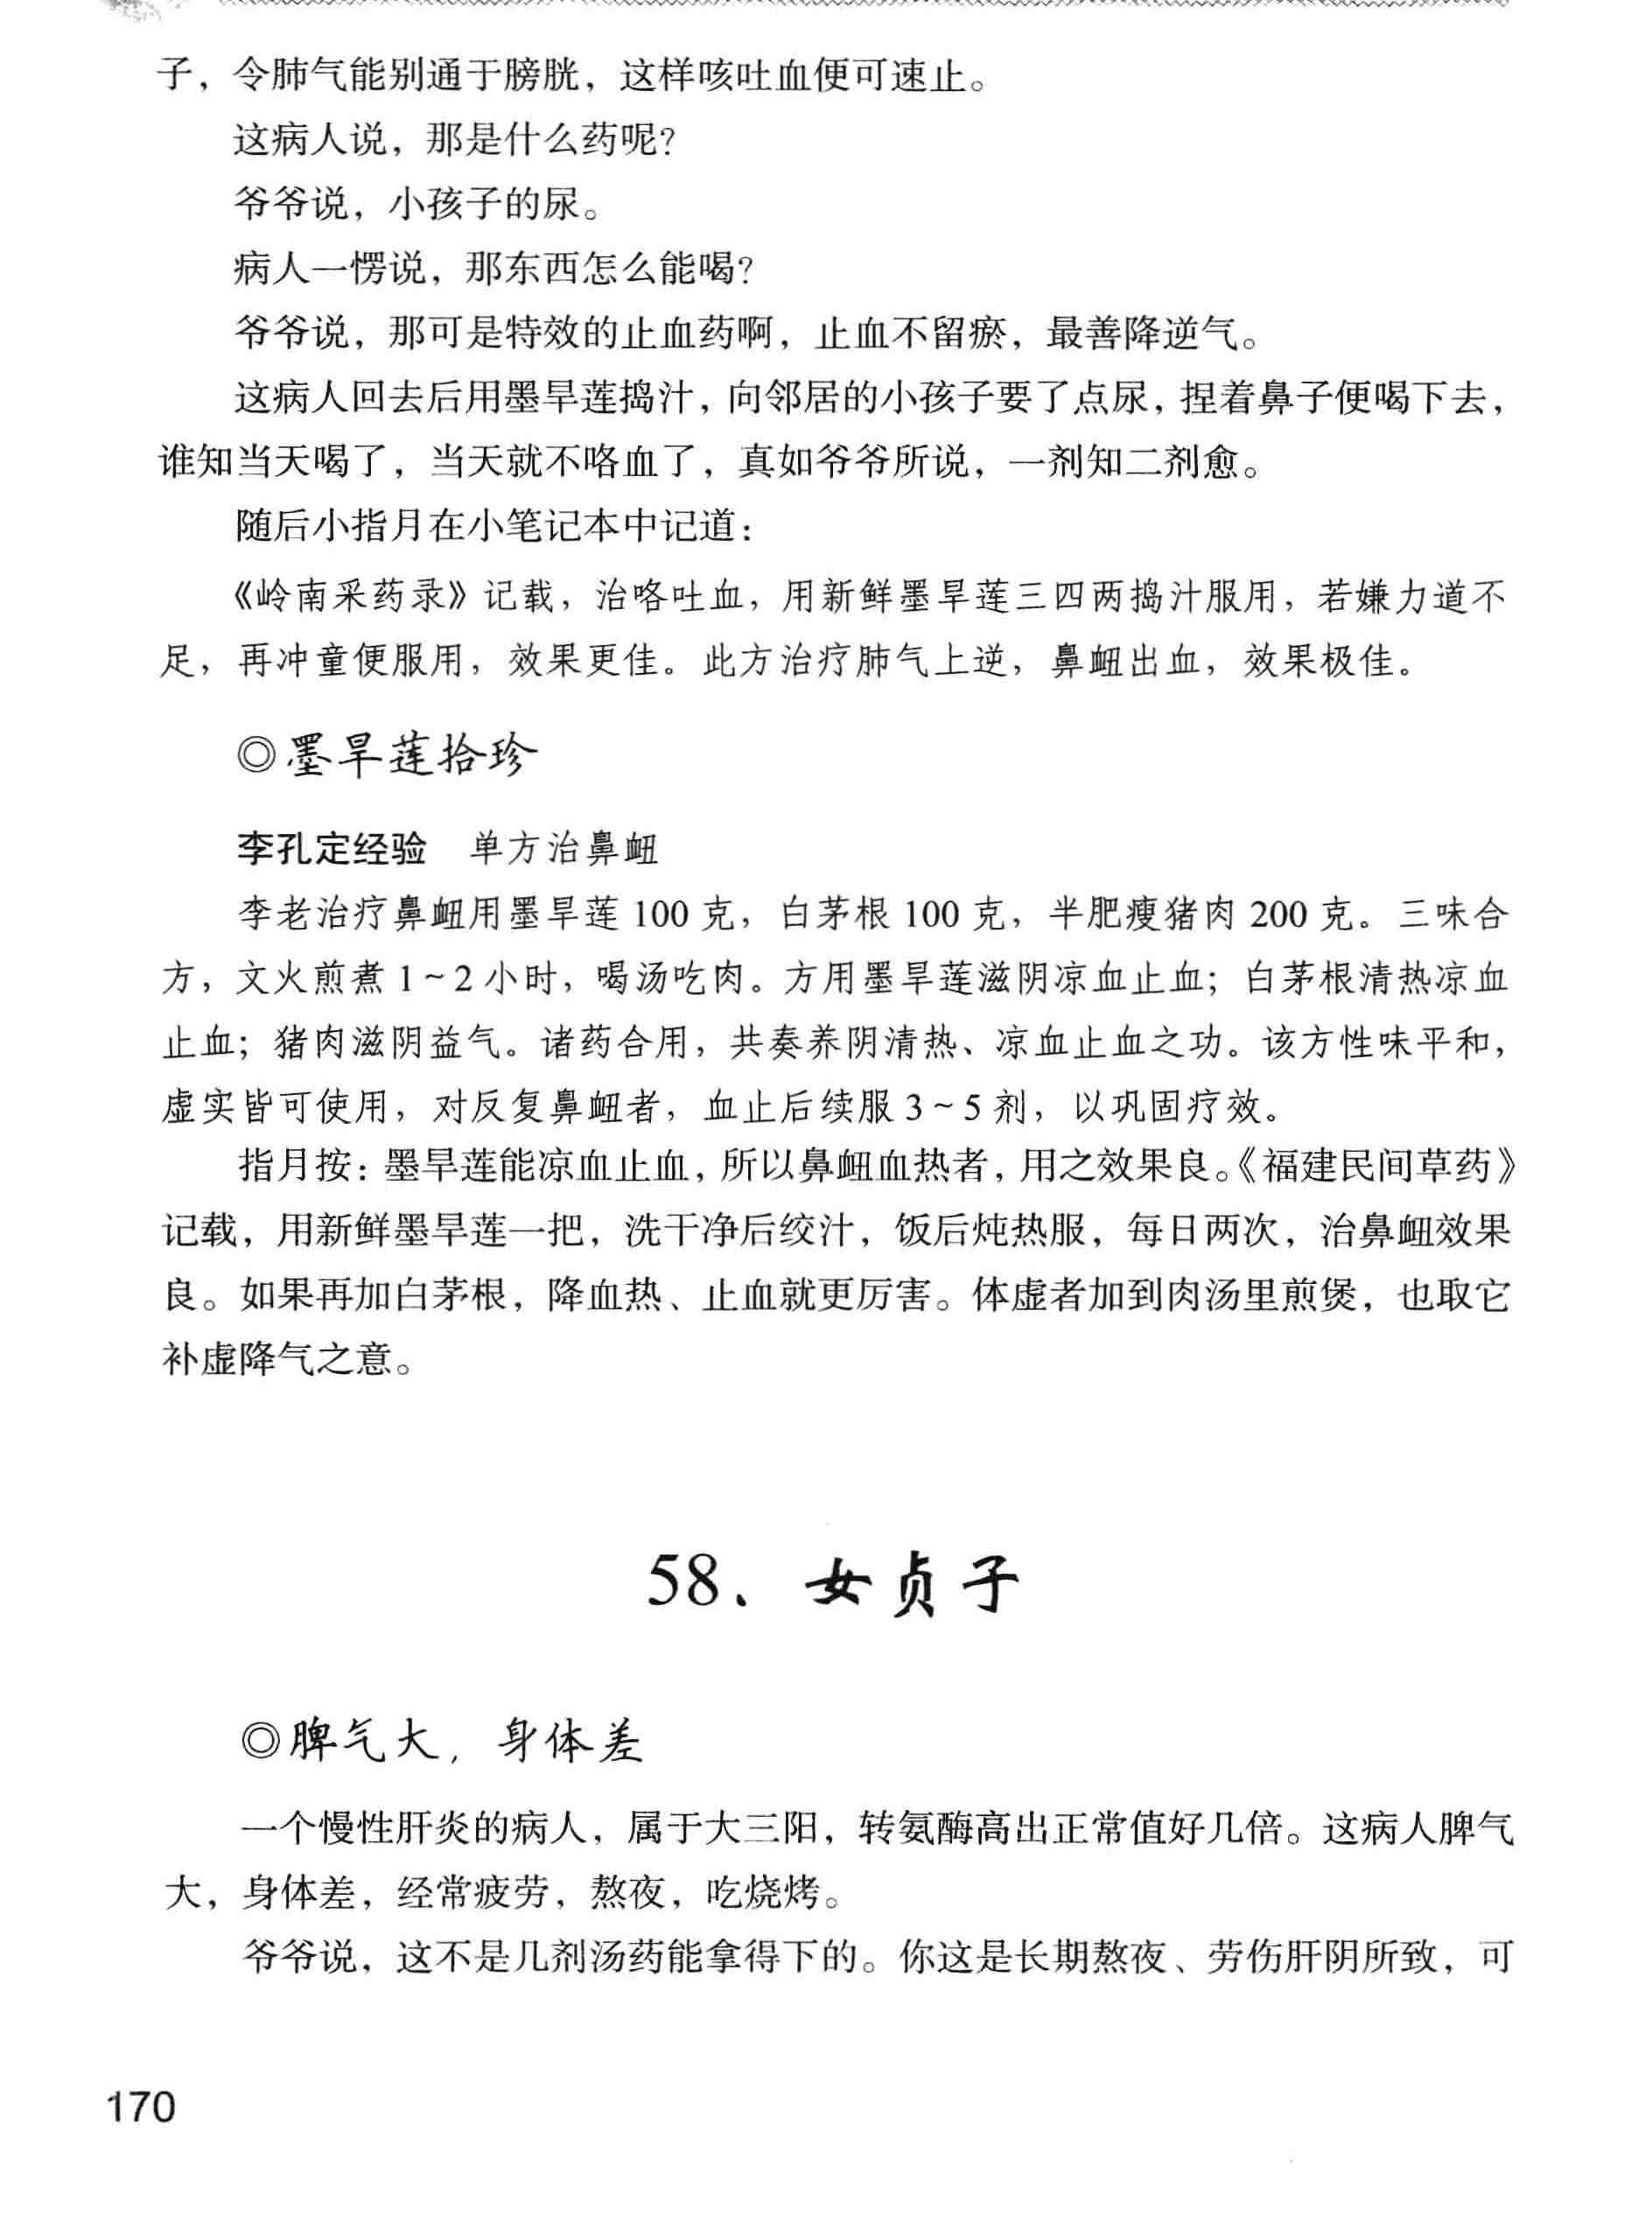 子，令肺气能别通于膀胱，这样咳吐血便可速止。
这病人说，那是什么药呢？
爷爷说，小孩子的尿。
病人一愣说，那东西怎么能喝？
爷爷说，那可是特效的止血药啊，止血不留瘀，最善降逆气。
这病人回去后用墨旱莲捣汁，向邻居的小孩子要了点尿，捏着鼻子便喝下去，
谁知当天喝了，当天就不咯血了，真如爷爷所说，一剂知二剂愈。
随后小指月在小笔记本中记道：
《岭南采药录》记载，治咯吐血，用新鲜墨旱莲三四两捣汁服用，若嫌力道不
足，再冲童便服用，效果更佳。此方治疗肺气上逆，鼻衄出血，效果极佳。
◎墨旱莲拾珍
李孔定经验 单方治鼻衄
李老治疗鼻衄用墨旱莲 100 克，白茅根 100 克，半肥瘦猪肉 200 克。三味合
方，文火煎煮 1～2 小时，喝汤吃肉。方用墨旱莲滋阴凉血止血；白茅根清热凉血
止血；猪肉滋阴益气。诸药合用，共奏养阴清热、凉血止血之功。该方性味平和，
虚实皆可使用，对反复鼻衄者，血止后续服 3～5 剂，以巩固疗效。
指月按：墨旱莲能凉血止血，所以鼻衄血热者，用之效果良。《福建民间草药》
记载，用新鲜墨旱莲一把，洗干净后绞汁，饭后炖热服，每日两次，治鼻衄效果
良。如果再加白茅根，降血热、止血就更厉害。体虚者加到肉汤里煎煲，也取它
补虚降气之意。
58、女贞子
◎脾气大，身体差
一个慢性肝炎的病人，属于大三阳，转氨酶高出正常值好几倍。这病人脾气
大，身体差，经常疲劳，熬夜，吃烧烤。
爷爷说，这不是几剂汤药能拿得下的。你这是长期熬夜、劳伤肝阴所致，可
170